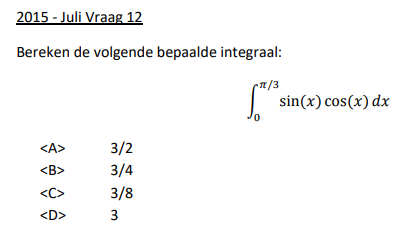 2015 - Juli Vraag 12
Bereken de volgende bepaalde integraal:
∫₀^{π/3} sin(x) cos(x) dx
<A> 3/2
<B> 3/4
<C> 3/8
<D> 3